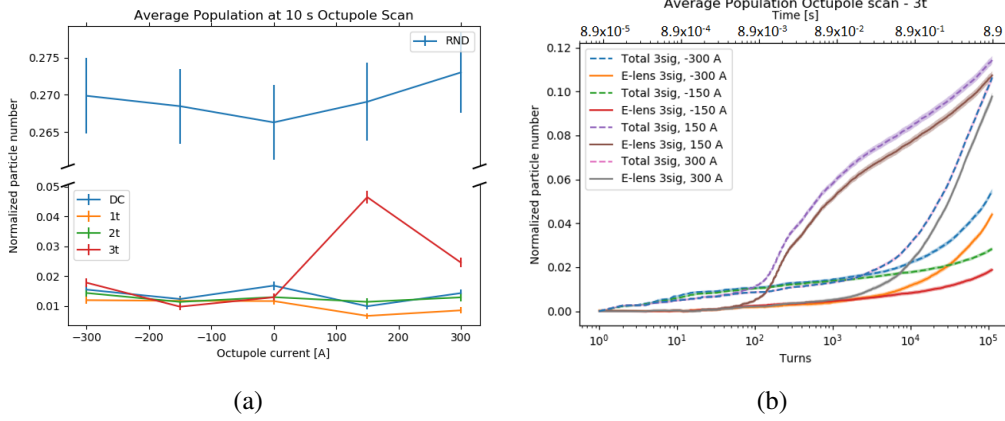 Average Population at 10 s Octupole Scan
RND
0.275
0.270
0.265
Normalized particle number
0.05
0.04
0.03
0.02
0.01
DC
1t
2t
3t
−300 −200 −100 0 100 200 300
Octupole current [A]
(a)
Average Population Octupole scan - 3t
Time [s]
8.9x10⁻⁵ 8.9x10⁻⁴ 8.9x10⁻³ 8.9x10⁻² 8.9x10⁻¹ 8.9
Total 3sig, -300 A
E-lens 3sig, -300 A
Total 3sig, -150 A
E-lens 3sig, -150 A
Total 3sig, 150 A
E-lens 3sig, 150 A
Total 3sig, 300 A
E-lens 3sig, 300 A
Normalized particle number
0.12
0.10
0.08
0.06
0.04
0.02
0.00
10⁰ 10¹ 10² 10³ 10⁴ 10⁵
Turns
(b)